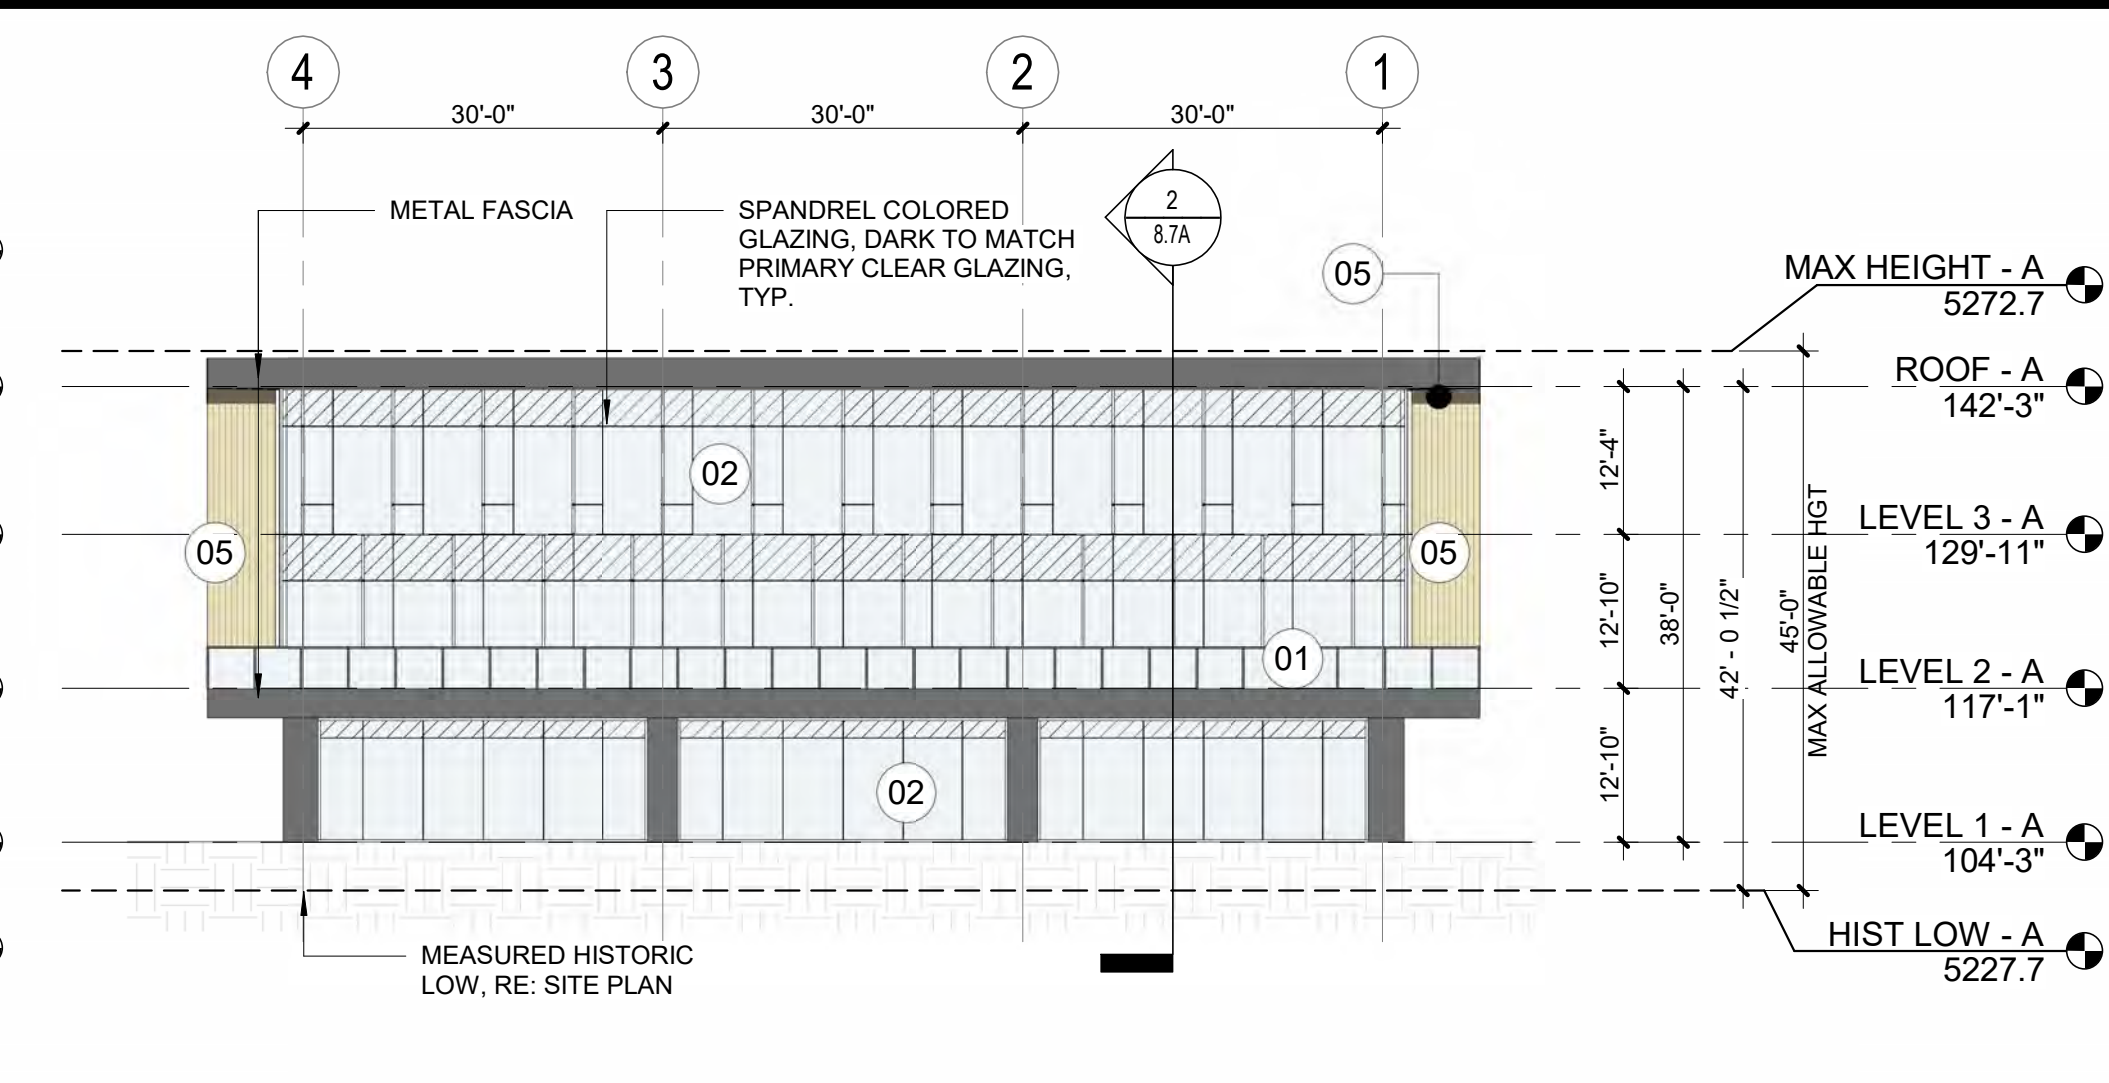 4
3
2
1
30'-0"
30'-0"
30'-0"
METAL FASCIA
SPANDREL COLORED
GLAZING, DARK TO MATCH
PRIMARY CLEAR GLAZING,
TYP.
2
8.7A
05
MAX HEIGHT - A
5272.7
ROOF - A
142'-3"
02
12'-4"
LEVEL 3 - A
129'-11"
05
05
12'-10"
38'-0"
42' - 0 1/2"
45'-0"
MAX ALLOWABLE HGT
01
LEVEL 2 - A
117'-1"
02
12'-10"
LEVEL 1 - A
104'-3"
MEASURED HISTORIC
LOW, RE: SITE PLAN
HIST LOW - A
5227.7